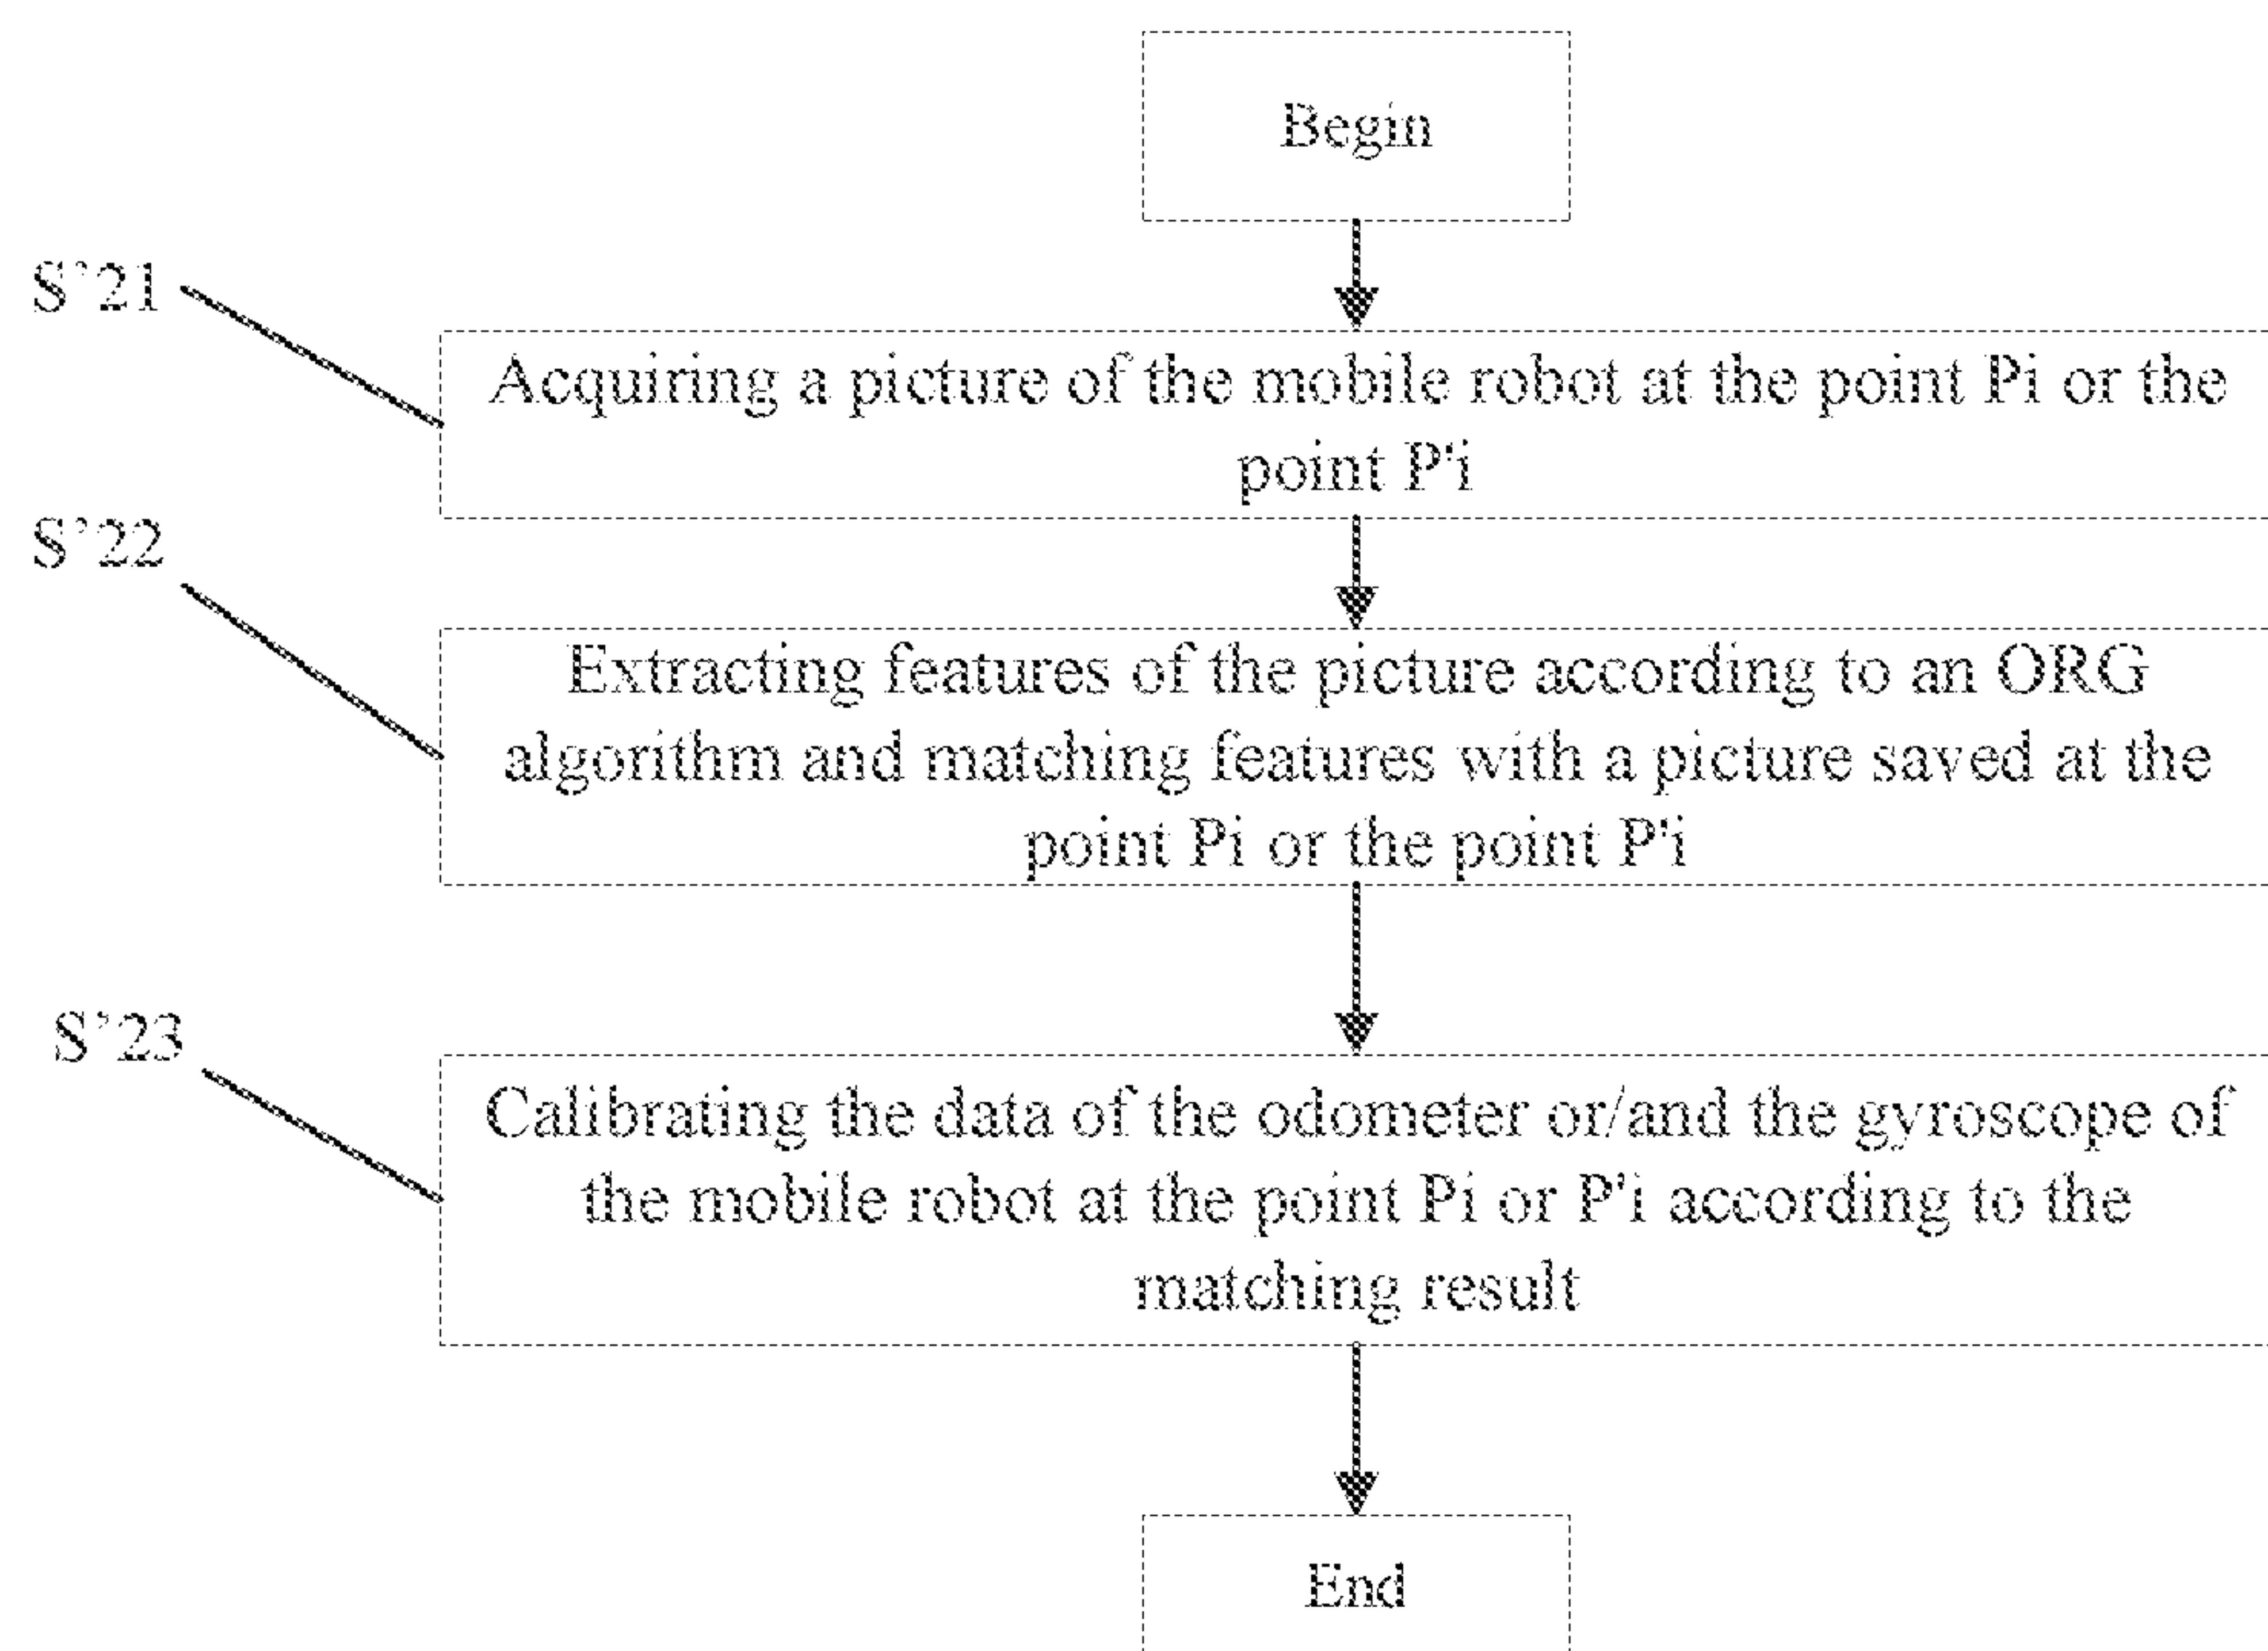 Begin
S'21
Acquiring a picture of the mobile robot at the point Pi or the
point P'i
S'22
Extracting features of the picture according to an ORG
algorithm and matching features with a picture saved at the
point Pi or the point P'i
S'23
Calibrating the data of the odometer or/and the gyroscope of
the mobile robot at the point Pi or P'i according to the
matching result
End